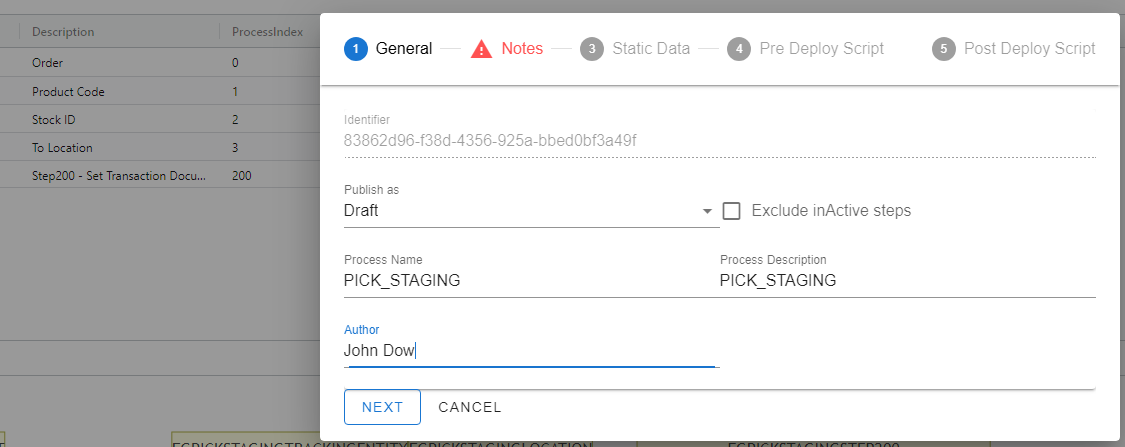 Description ProcessIndex
Order 0
Product Code 1
Stock ID 2
To Location 3
Step200 - Set Transaction Docu... 200
1 General Notes 3 Static Data 4 Pre Deploy Script 5 Post Deploy Script
Identifier
83862d96-f38d-4356-925a-bbed0bf3a49f
Publish as
Draft Exclude inActive steps
Process Name Process Description
PICK_STAGING PICK_STAGING
Author
John Dow
NEXT CANCEL